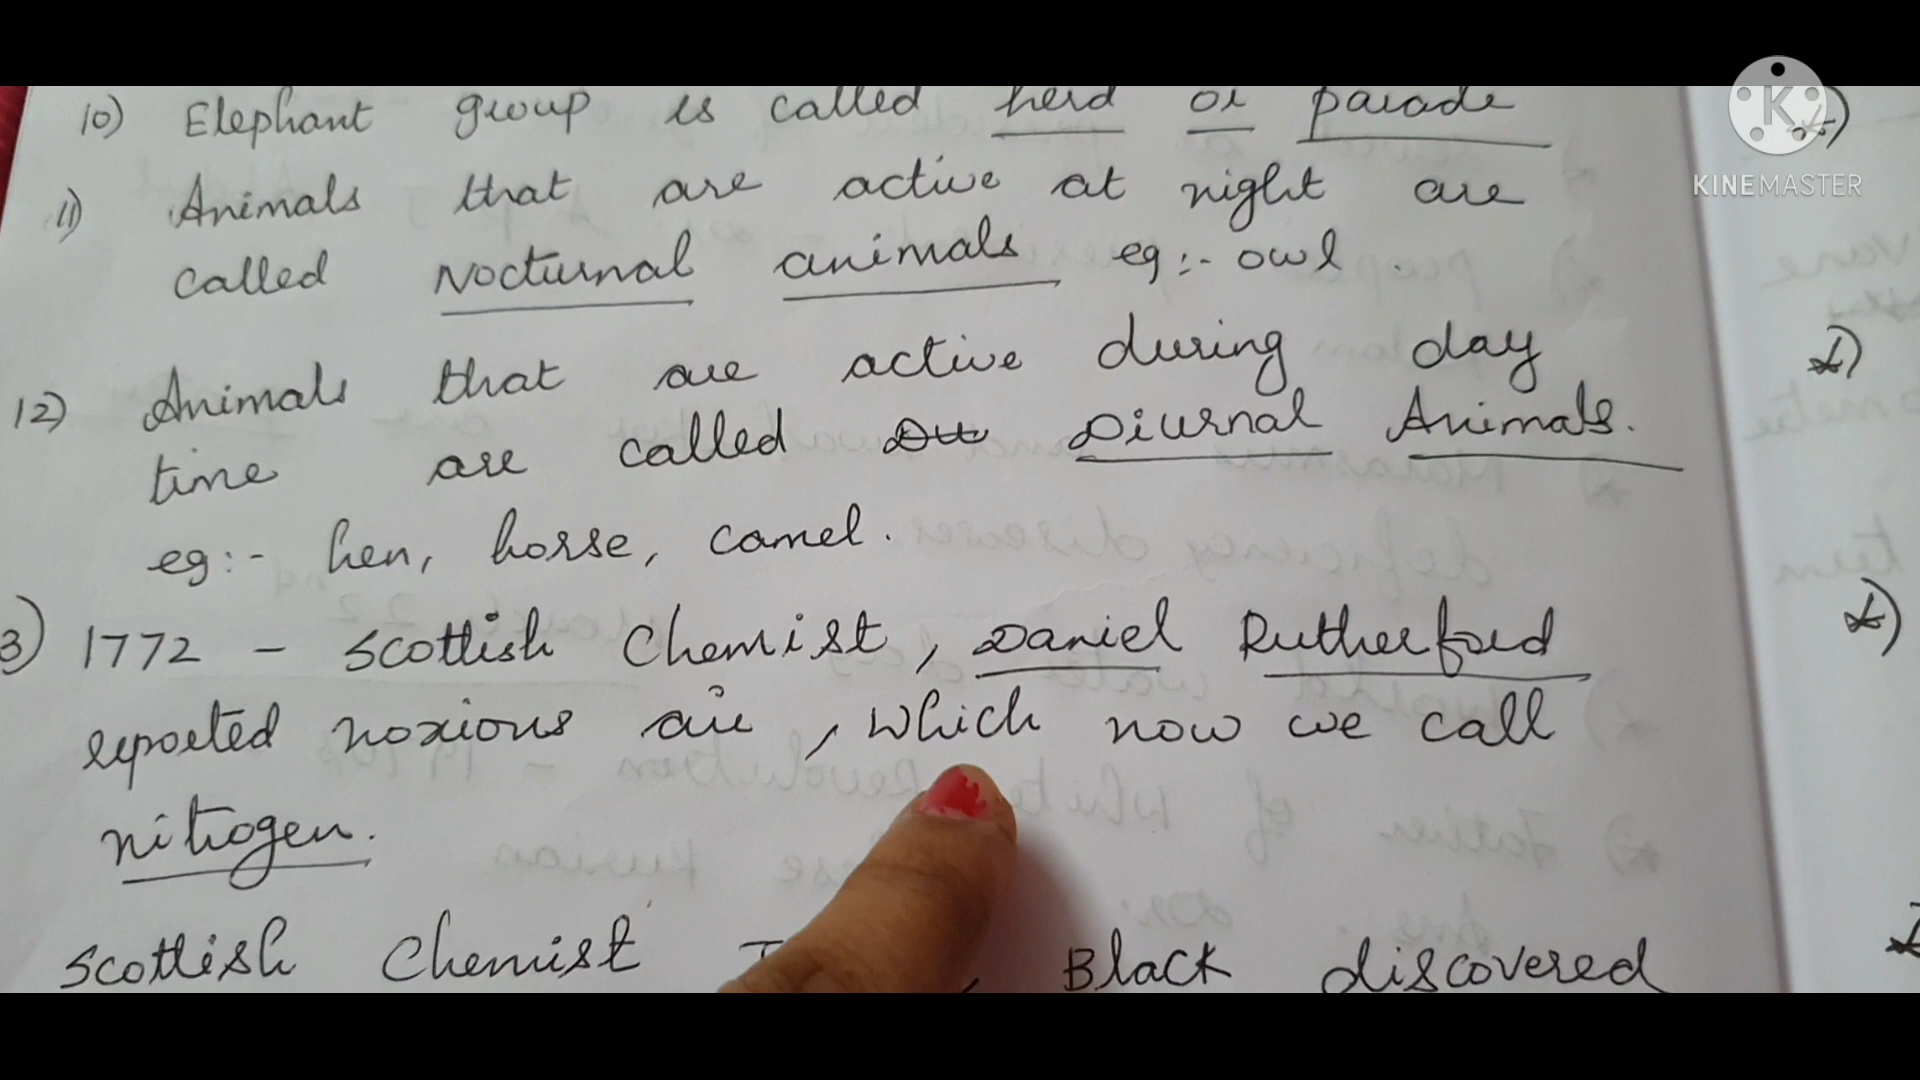 10) Elephant group is called herd or parade
11) Animals that are active at night are
called Nocturnal animals eg:- owl.
12) Animals that are active during day
time are called Diurnal Animals.
eg:- hen, horse, camel.
3) 1772 - Scottish Chemist, Daniel Rutherford
reported noxious air, which now we call
nitrogen.
Scottish Chemist Black discovered
KINEMASTER